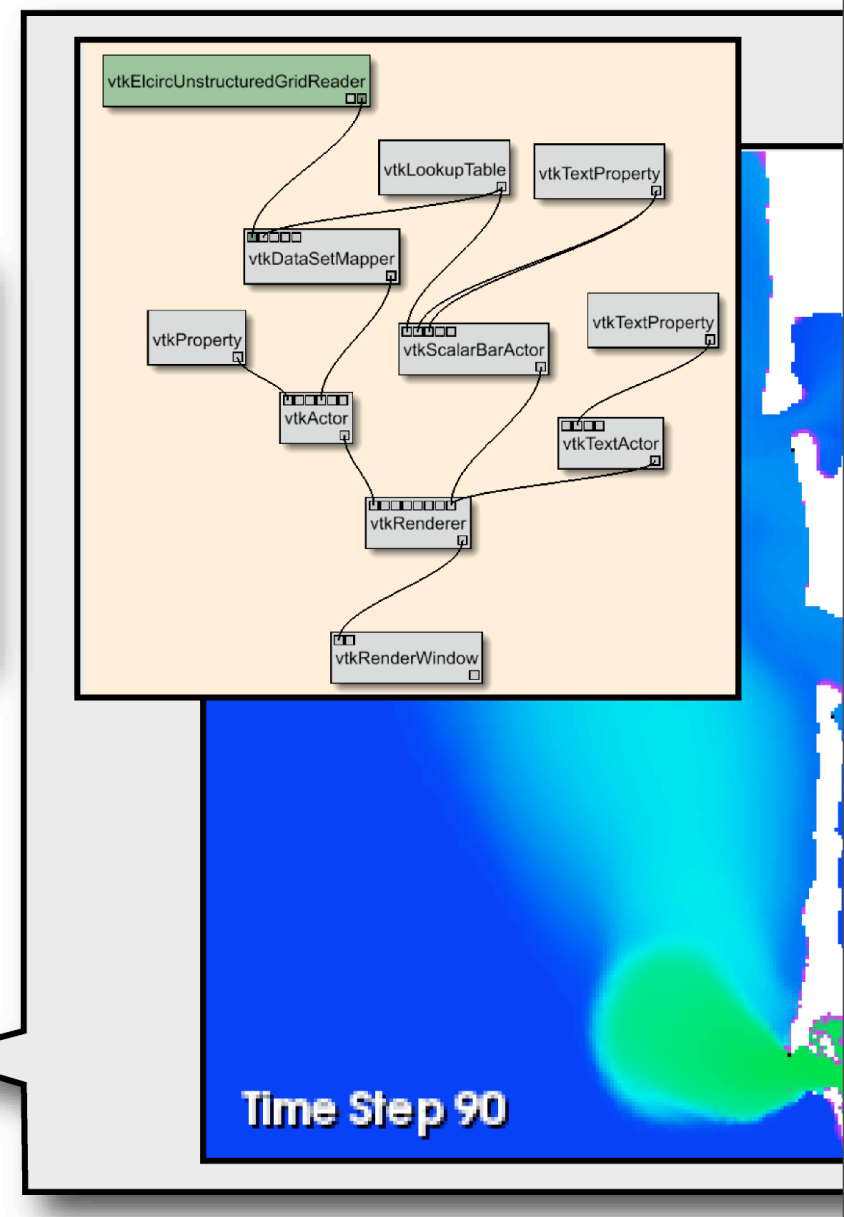 vtkElcircUnstructuredGridReader
vtkLookupTable
vtkTextProperty
vtkDataSetMapper
vtkProperty
vtkScalarBarActor
vtkTextProperty
vtkActor
vtkTextActor
vtkRenderer
vtkRenderWindow
Time Step 90